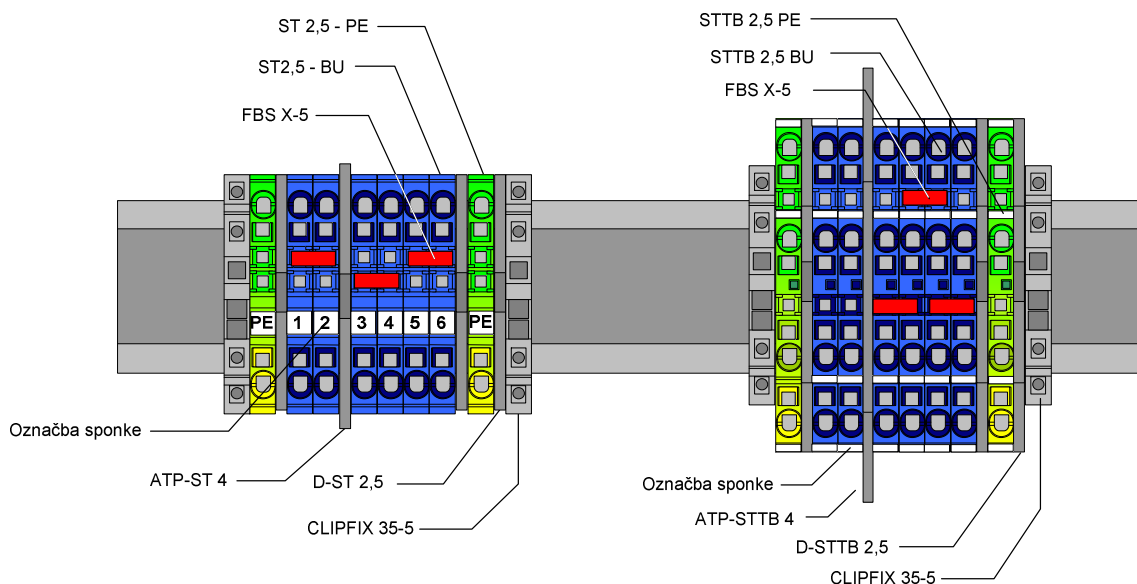 ST 2,5 - PE
ST2,5 - BU
FBS X-5
PE 1 2 3 4 5 6 PE
Označba sponke
ATP-ST 4
D-ST 2,5
CLIPFIX 35-5
STTB 2,5 PE
STTB 2,5 BU
FBS X-5
Označba sponke
ATP-STTB 4
D-STTB 2,5
CLIPFIX 35-5